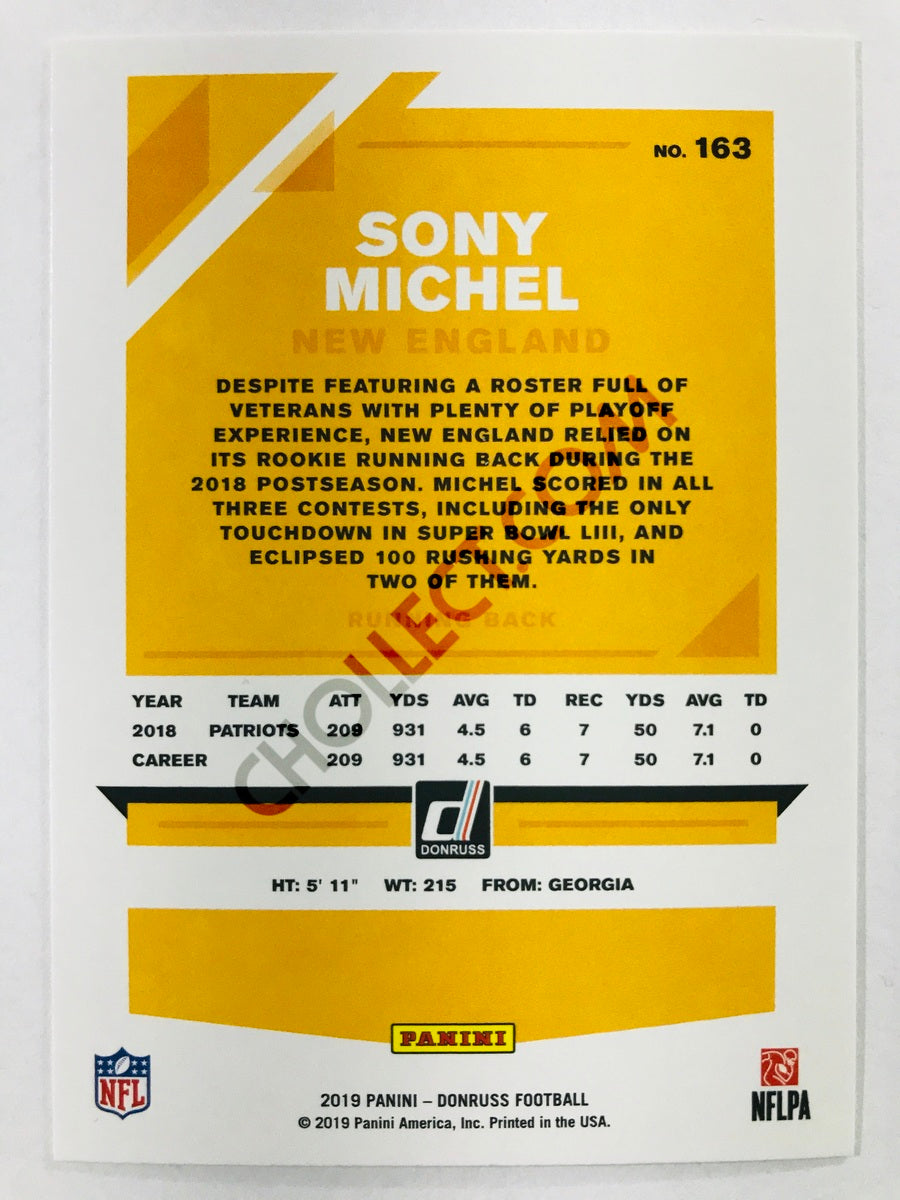 NO. 163
SONY
MICHEL
NEW ENGLAND
DESPITE FEATURING A ROSTER FULL OF
VETERANS WITH PLENTY OF PLAYOFF
EXPERIENCE, NEW ENGLAND RELIED ON
ITS ROOKIE RUNNING BACK DURING THE
2018 POSTSEASON. MICHEL SCORED IN ALL
THREE CONTESTS, INCLUDING THE ONLY
TOUCHDOWN IN SUPER BOWL LIII, AND
ECLIPSED 100 RUSHING YARDS IN
TWO OF THEM.
RUNNING BACK
CHOLLECT.COM
YEAR TEAM ATT YDS AVG TD REC YDS AVG TD
2018 PATRIOTS 209 931 4.5 6 7 50 7.1 0
CAREER 209 931 4.5 6 7 50 7.1 0
d
DONRUSS
HT: 5' 11" WT: 215 FROM: GEORGIA
PANINI
NFL
NFLPA
2019 PANINI – DONRUSS FOOTBALL
© 2019 Panini America, Inc. Printed in the USA.